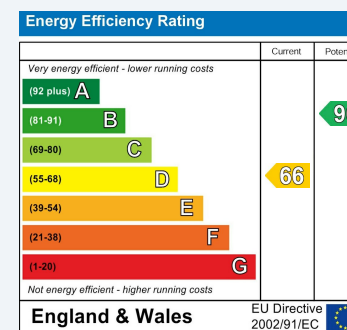 Energy Efficiency Rating
Current
Very energy efficient - lower running costs
(92 plus) A
(81-91) B
(69-80) C
(55-68) D
66
(39-54) E
(21-38) F
(1-20) G
Not energy efficient - higher running costs
England & Wales
EU Directive
2002/91/EC